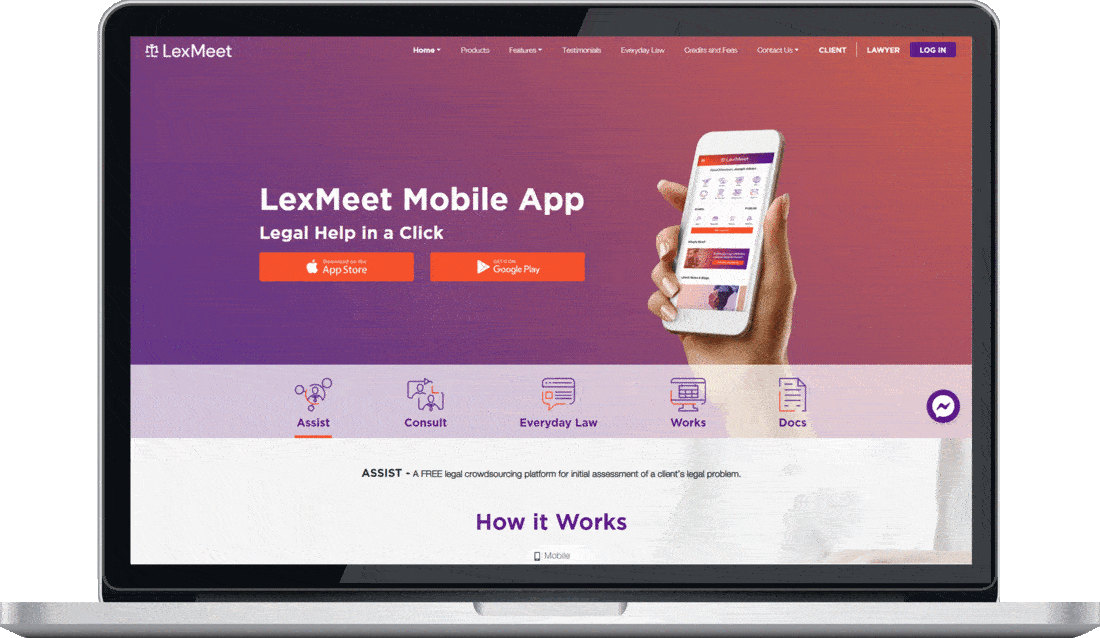 LexMeet
Home Products Features Testimonials Everyday Law Credits and Fees Contact Us CLIENT LAWYER LOG IN
LexMeet
LexMeet Mobile App
Legal Help in a Click
Download on the
App Store
GET IT ON
Google Play
Assist Consult Everyday Law Works Docs
ASSIST - A FREE legal crowdsourcing platform for initial assessment of a client's legal problem.
How it Works
Mobile